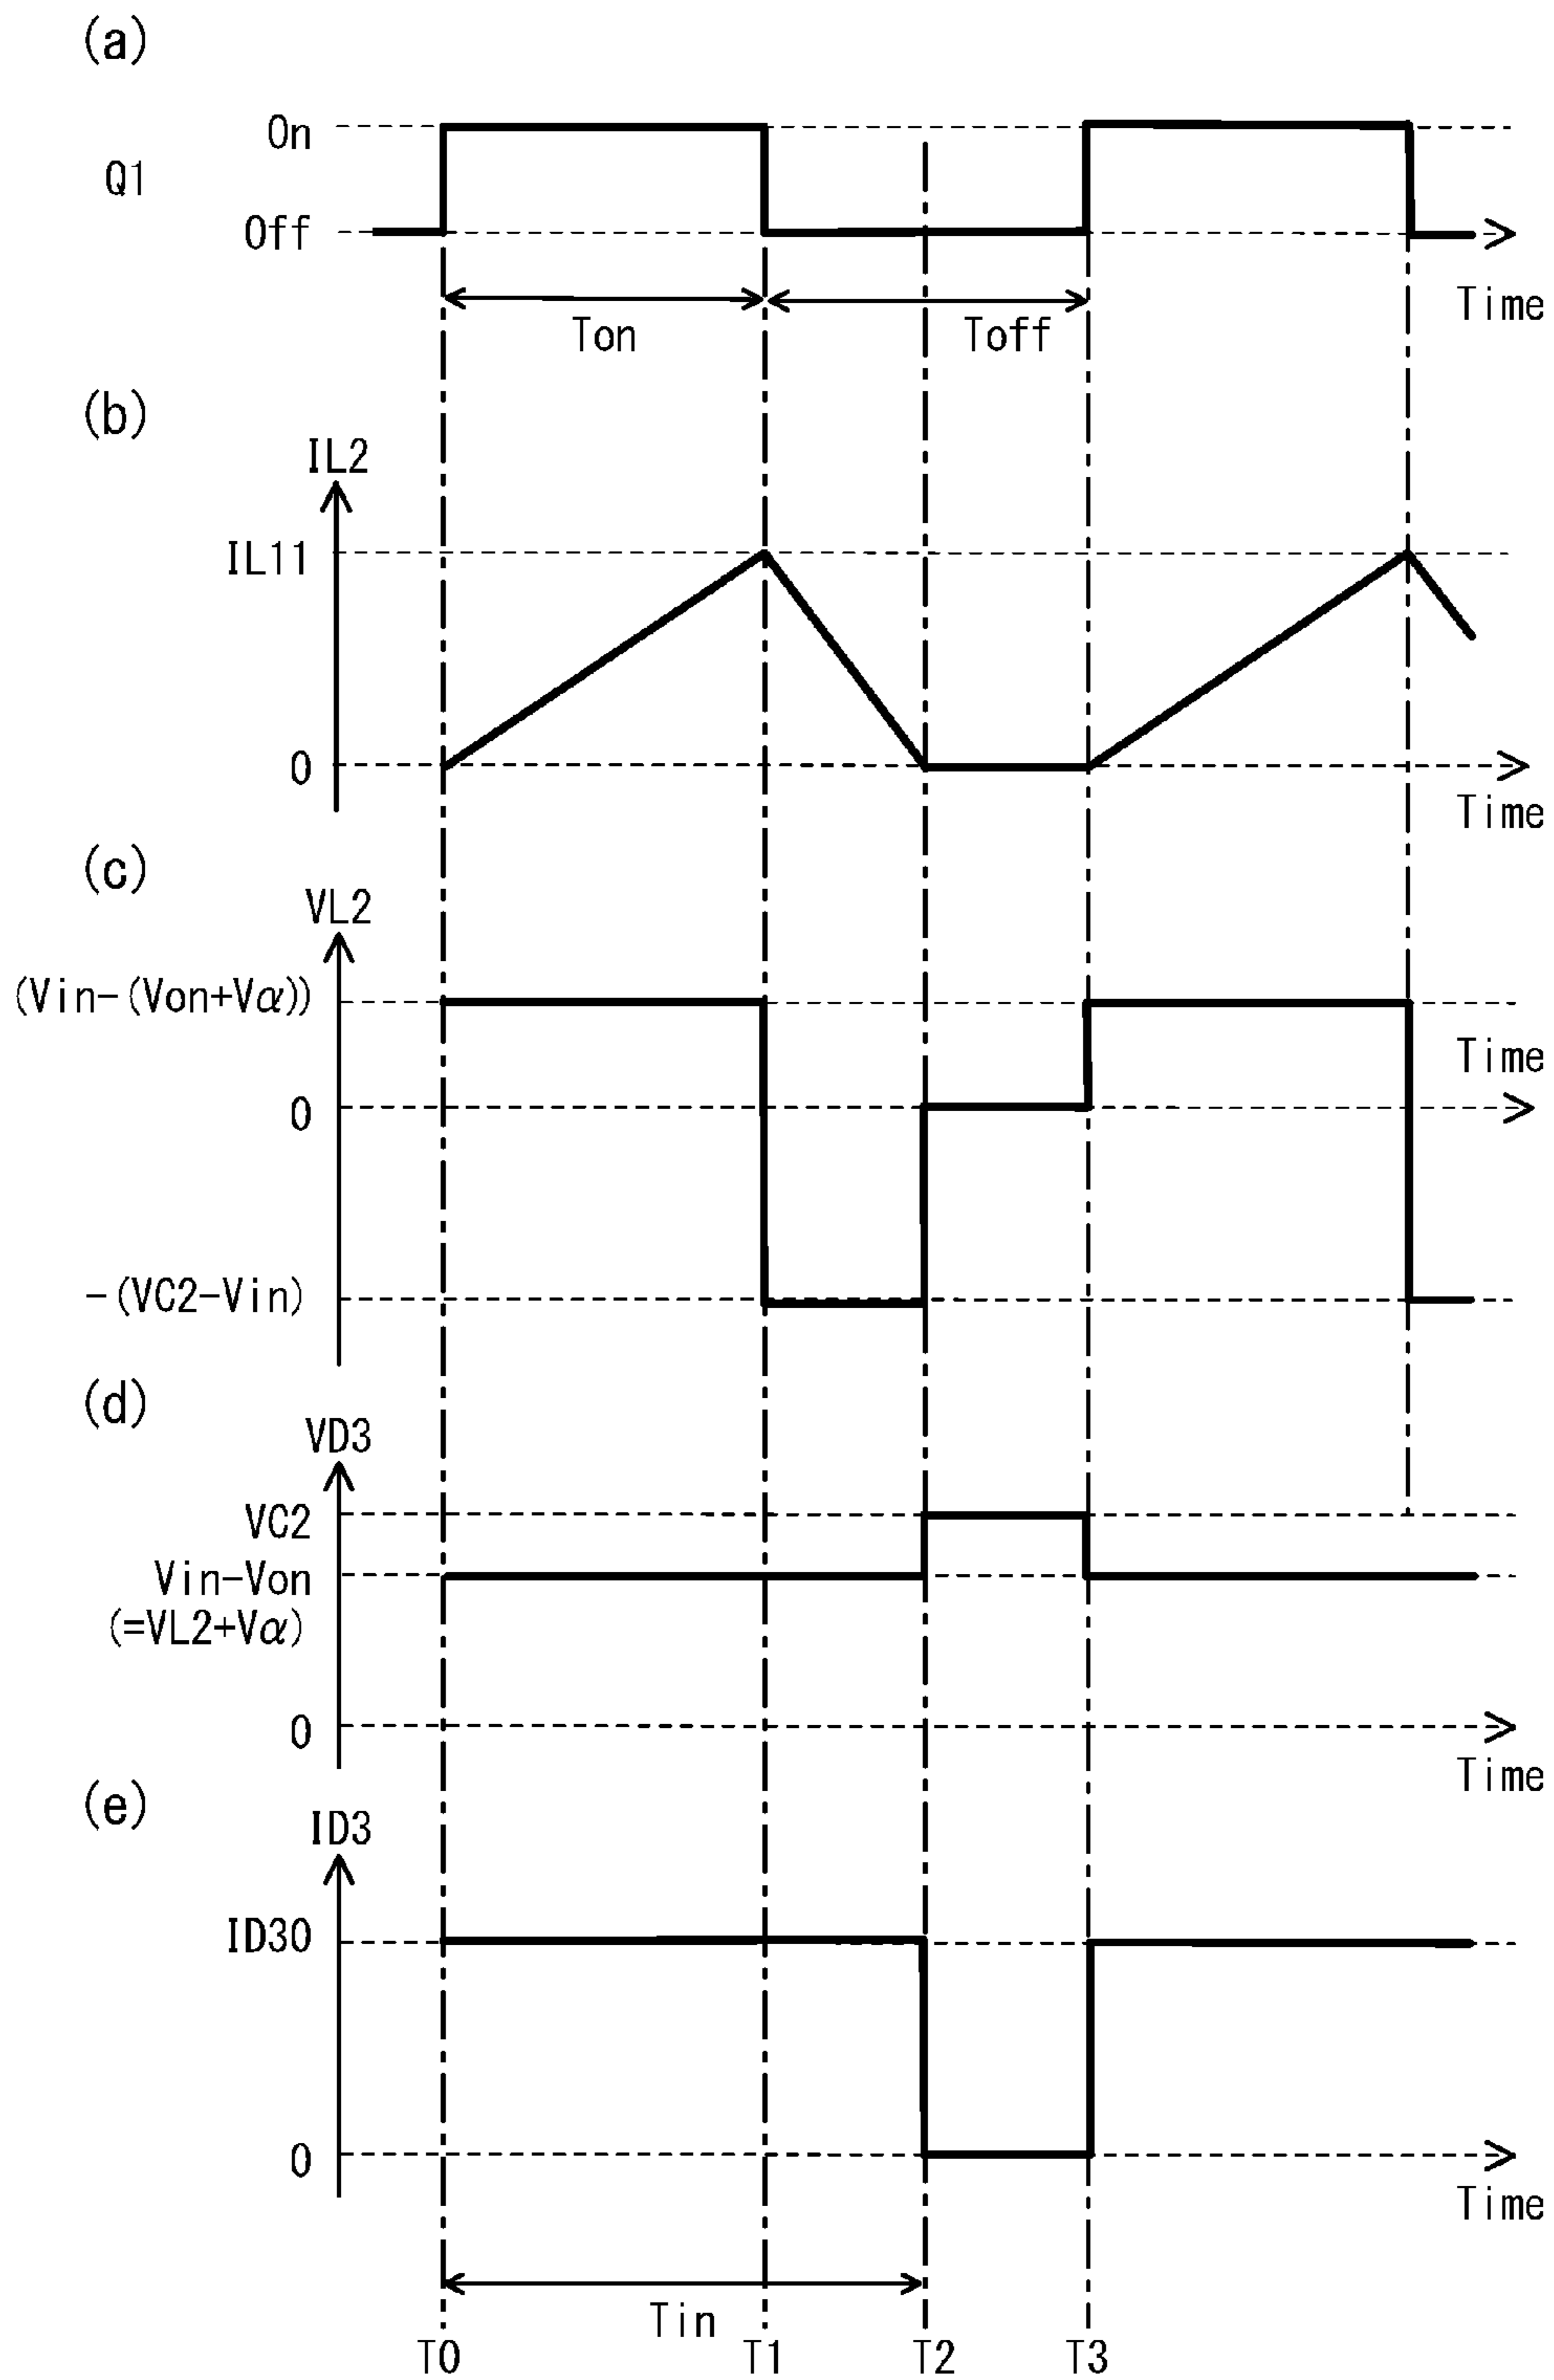 (a)
On
Q1
Off
Time
Ton
Toff
(b)
IL2
IL11
0
Time
(c)
VL2
(Vin-(Von+Vα))
Time
0
-(VC2-Vin)
(d)
VD3
VC2
Vin-Von
(=VL2+Vα)
0
Time
(e)
ID3
ID30
0
Time
Tin
T0
T1
T2
T3